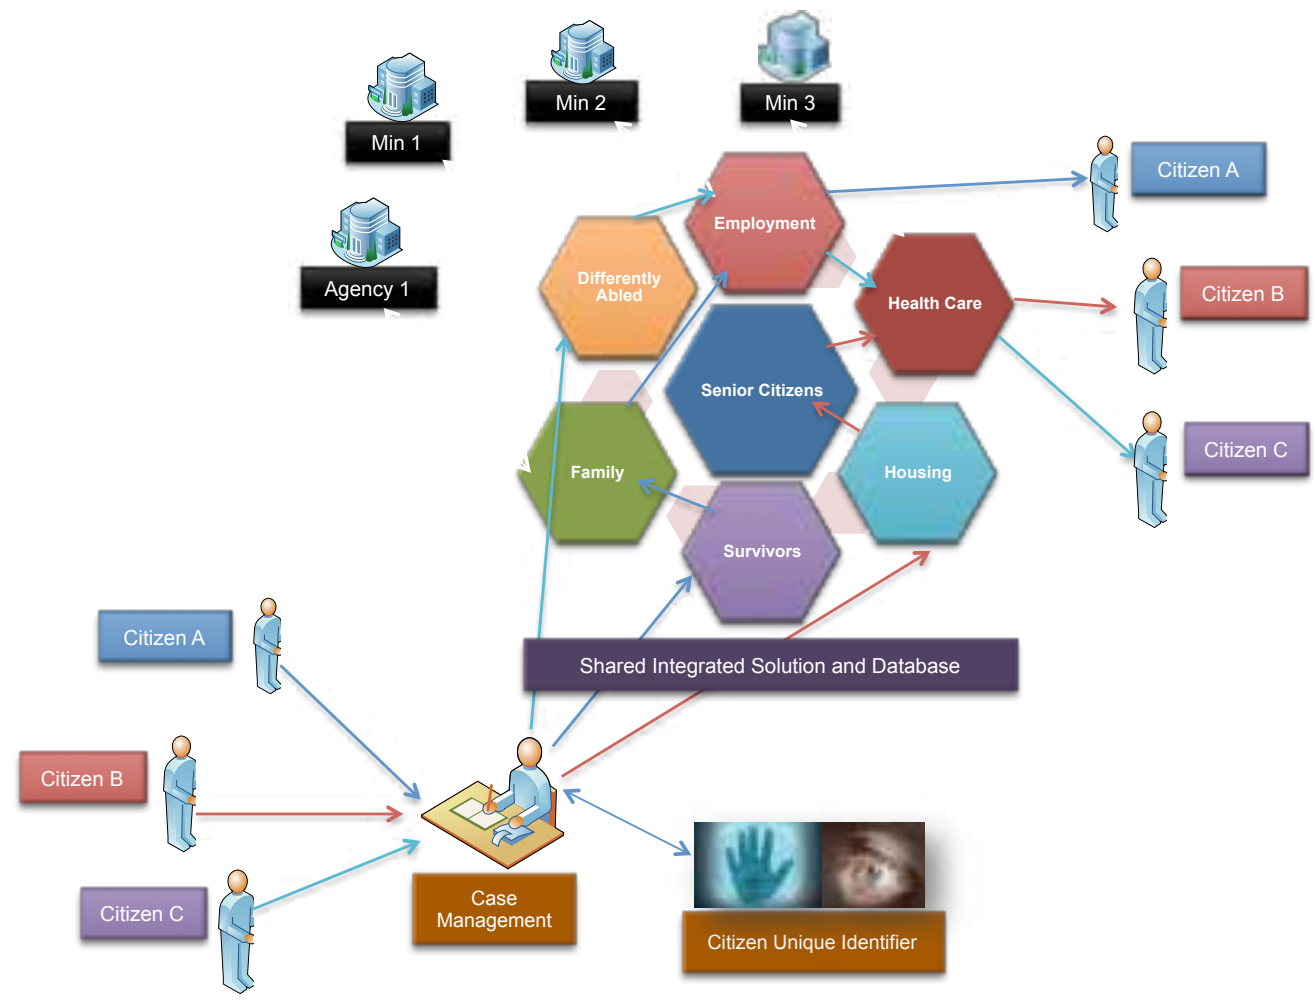 Min 2
Min 3
Min 1
Citizen A
Employment
Agency 1
Differently
Abled
Citizen B
Health Care
Senior Citizens
Citizen C
Family
Housing
Survivors
Citizen A
Shared Integrated Solution and Database
Citizen B
Citizen C
Case
Management
Citizen Unique Identifier